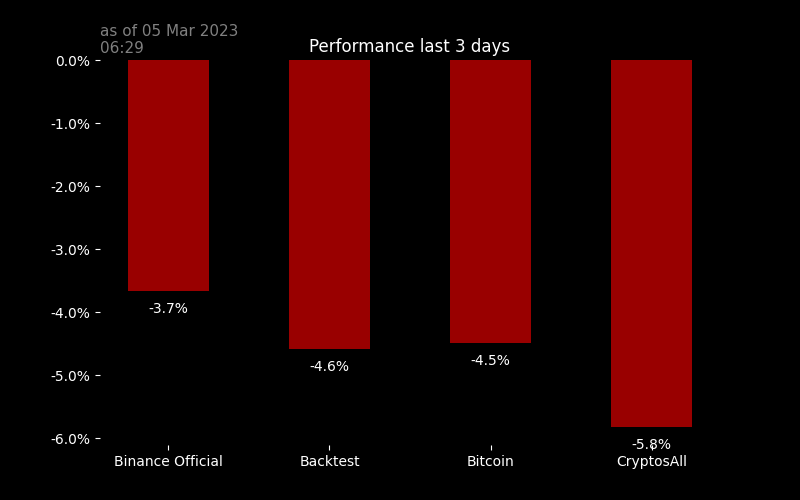 as of 05 Mar 2023
06:29
Performance last 3 days
0.0%
-1.0%
-2.0%
-3.0%
-4.0%
-5.0%
-6.0%
-3.7%
-4.6%
-4.5%
-5.8%
Binance Official
Backtest
Bitcoin
CryptosAll